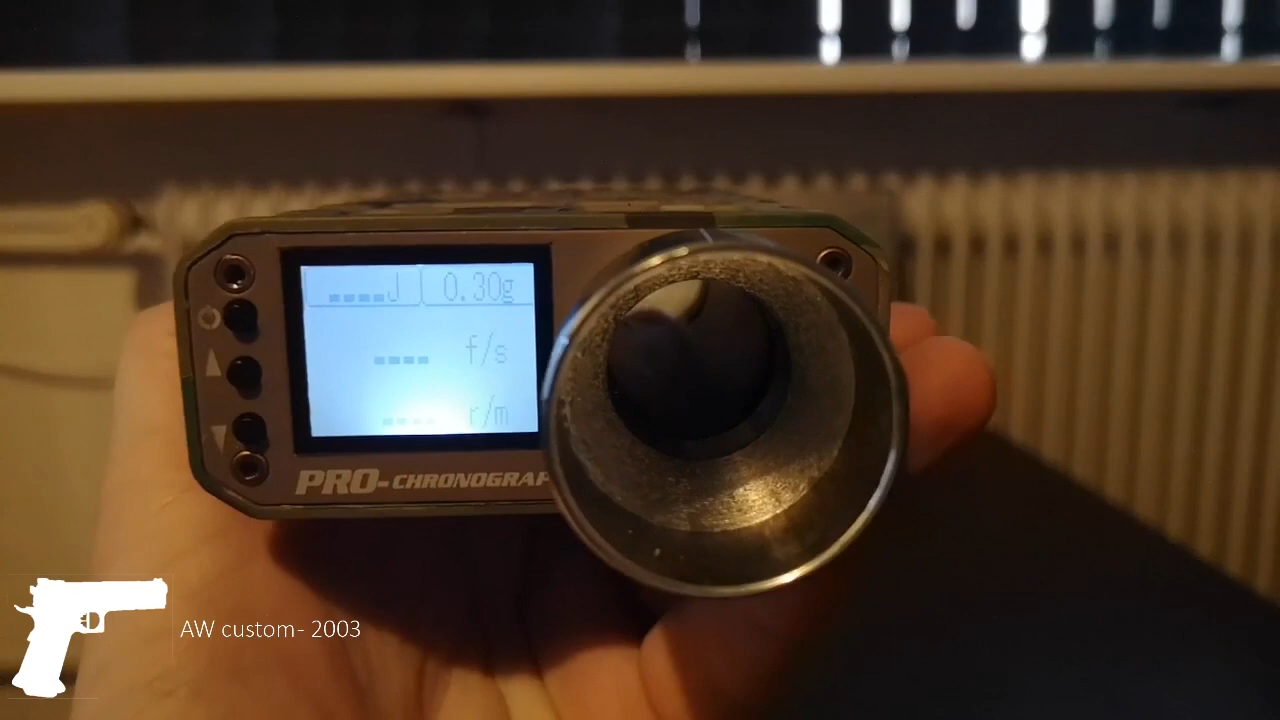 ----J 0.30g
---- f/s
---- r/m
PRO-CHRONOGRAP
AW custom- 2003